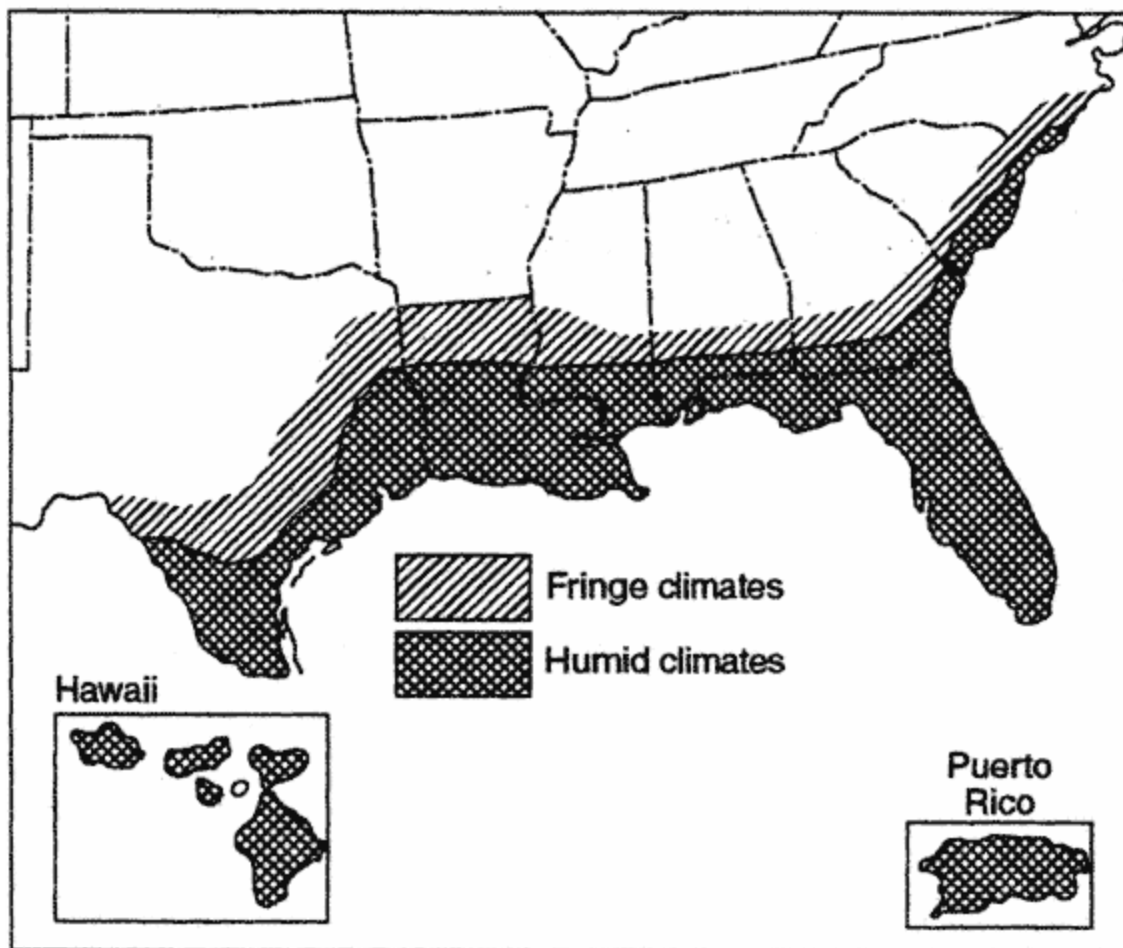 Fringe climates
Humid climates
Hawaii
Puerto
Rico